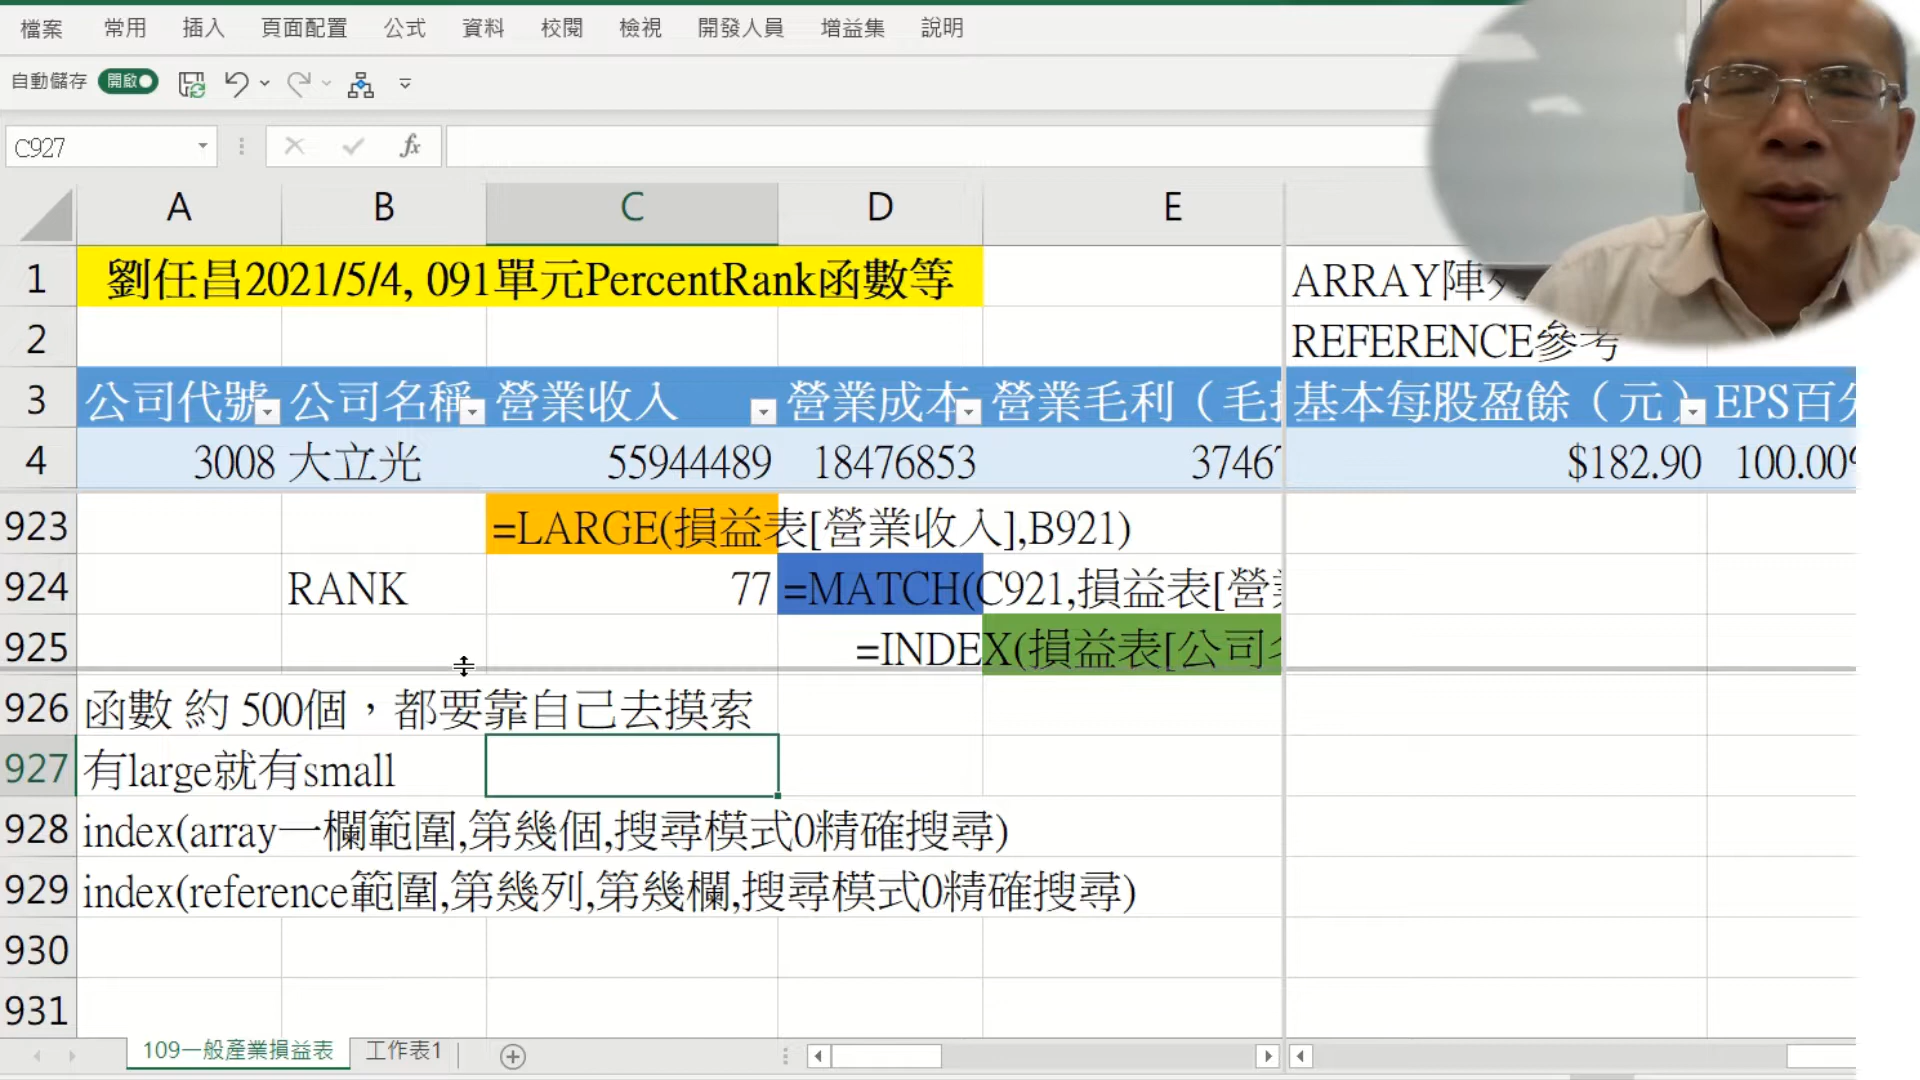 檔案 常用 插入 頁面配置 公式 資料 校閱 檢視 開發人員 增益集 說明
自動儲存 開啟
C927 fx
A B C D E
1 劉任昌2021/5/4, 091單元PercentRank函數等 ARRAY陣
2 REFERENCE參考
3 公司代號 公司名稱 營業收入 營業成本 營業毛利（毛 基本每股盈餘（元） EPS百
4 3008 大立光 55944489 18476853 3746 $182.90 100.00
923 =LARGE(損益表[營業收入],B921)
924 RANK 77 =MATCH(C921,損益表[營
925 =INDEX(損益表[公司
926 函數 約 500個，都要靠自己去摸索
927 有large就有small
928 index(array一欄範圍,第幾個,搜尋模式0精確搜尋)
929 index(reference範圍,第幾列,第幾欄,搜尋模式0精確搜尋)
930
931
109一般產業損益表 工作表1